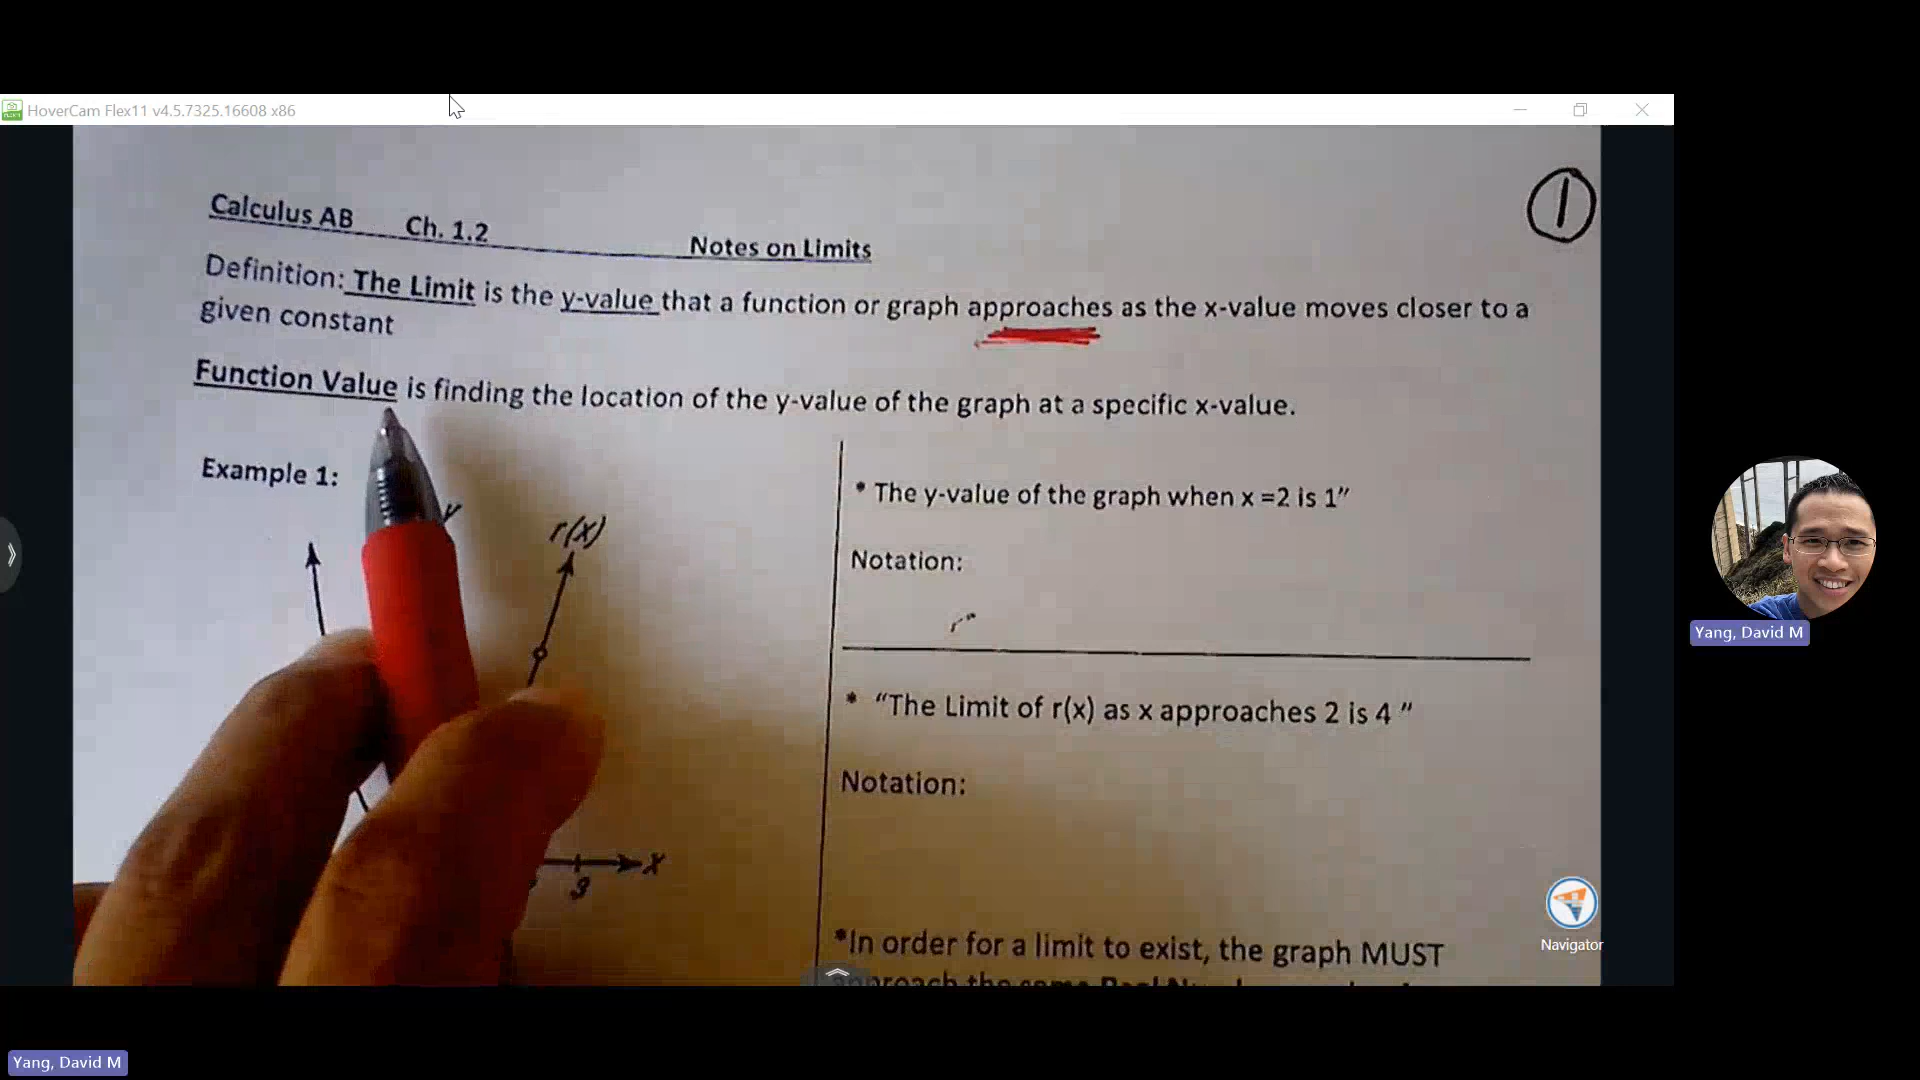 HoverCam Flex11 v4.5.7325.16608 x86
1
Calculus AB Ch. 1.2 Notes on Limits
Definition: The Limit is the y-value that a function or graph approaches as the x-value moves closer to a
given constant
Function Value is finding the location of the y-value of the graph at a specific x-value.
Example 1:
y
r(x)
x
3
* The y-value of the graph when x =2 is 1”
Notation:
* “The Limit of r(x) as x approaches 2 is 4 ”
Notation:
*In order for a limit to exist, the graph MUST
Navigator
Yang, David M
Yang, David M